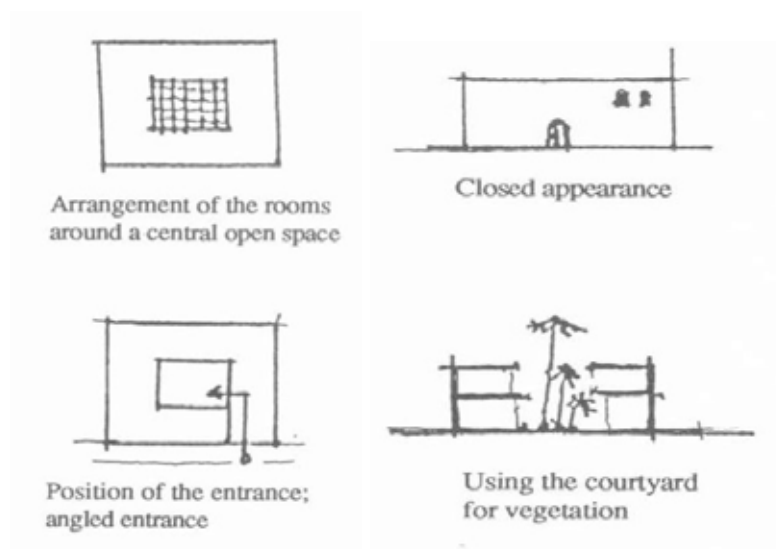 Arrangement of the rooms
around a central open space
Closed appearance
Position of the entrance;
angled entrance
Using the courtyard
for vegetation